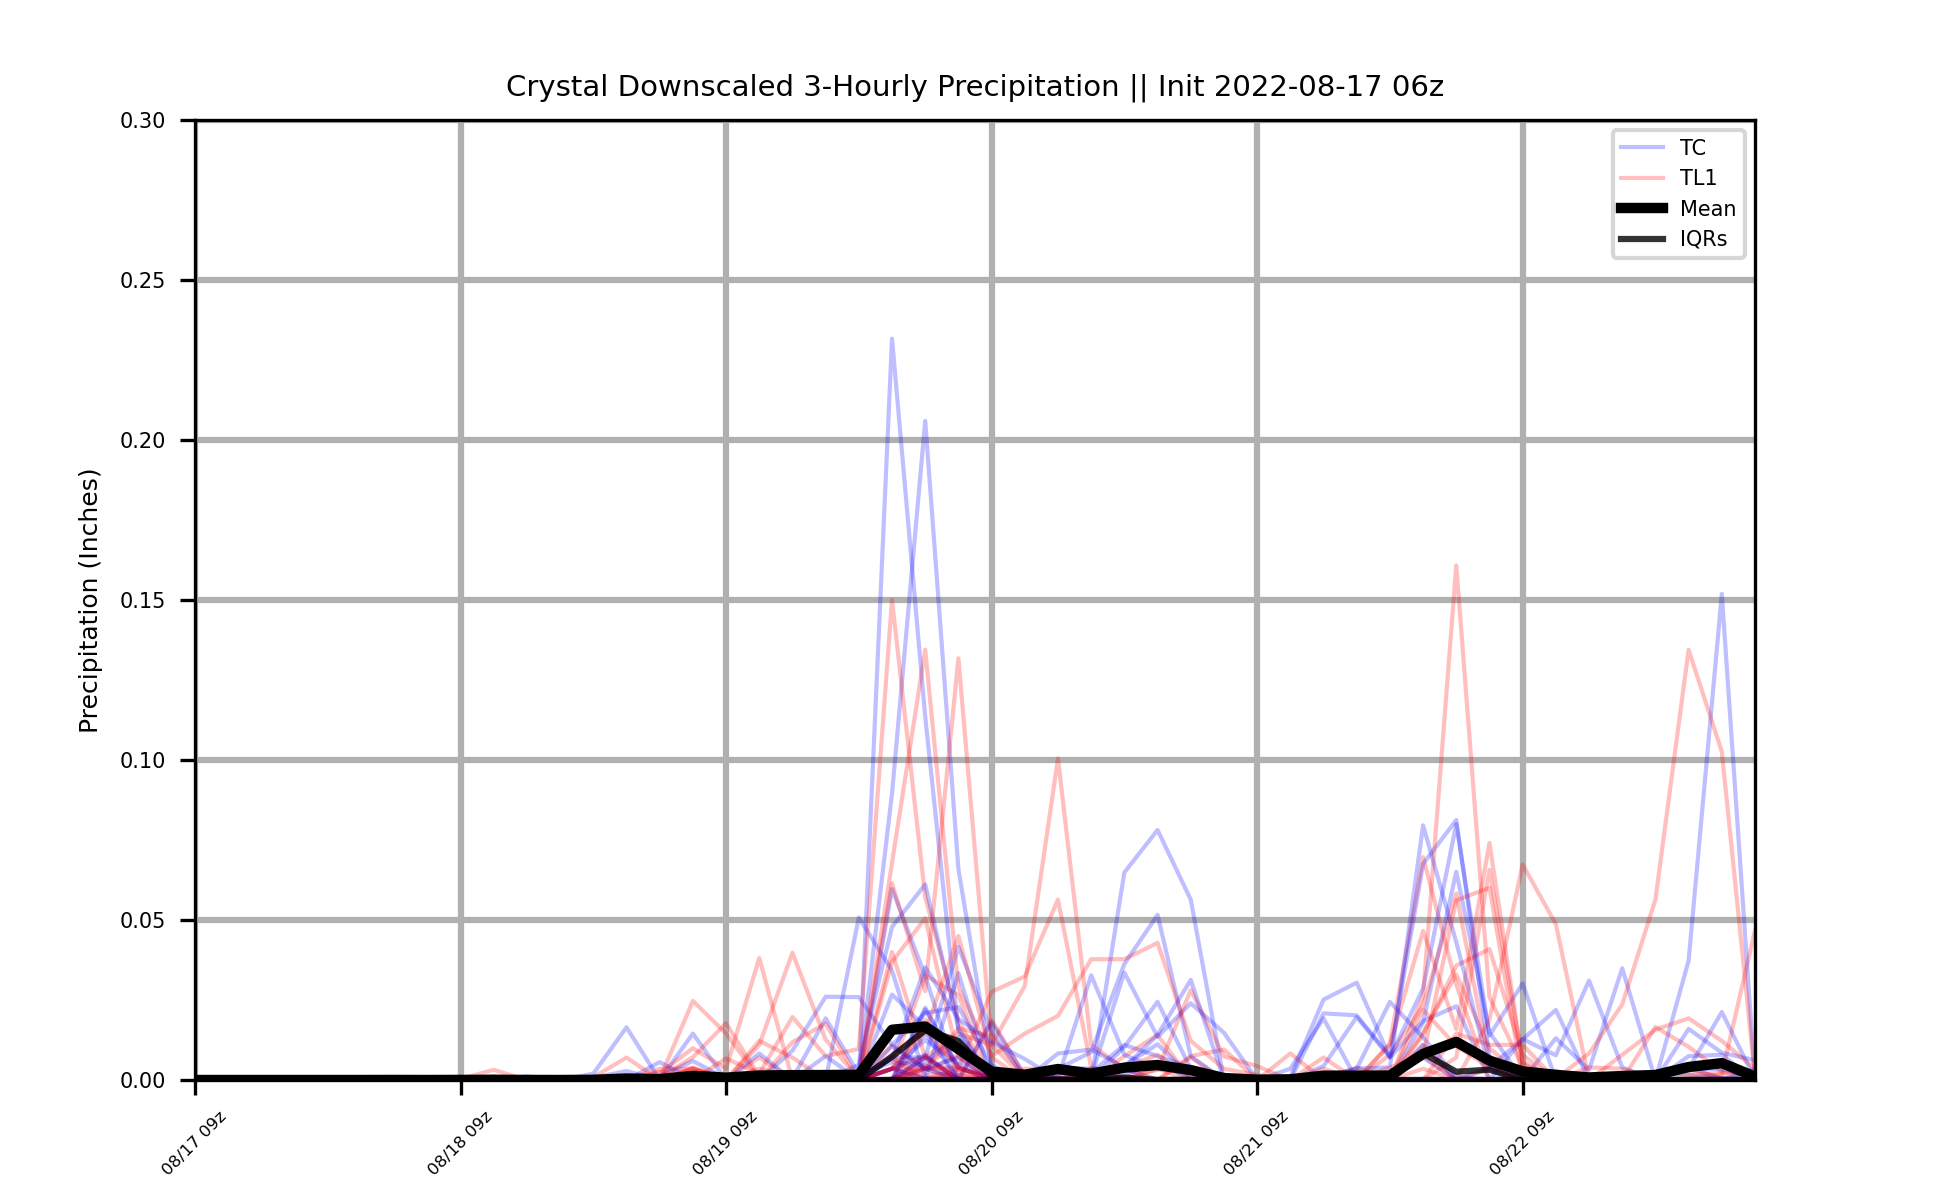 Crystal Downscaled 3-Hourly Precipitation || Init 2022-08-17 06z
TC
TL1
Mean
IQRs
Precipitation (Inches)
0.30
0.25
0.20
0.15
0.10
0.05
0.00
08/17 09z
08/18 09z
08/19 09z
08/20 09z
08/21 09z
08/22 09z